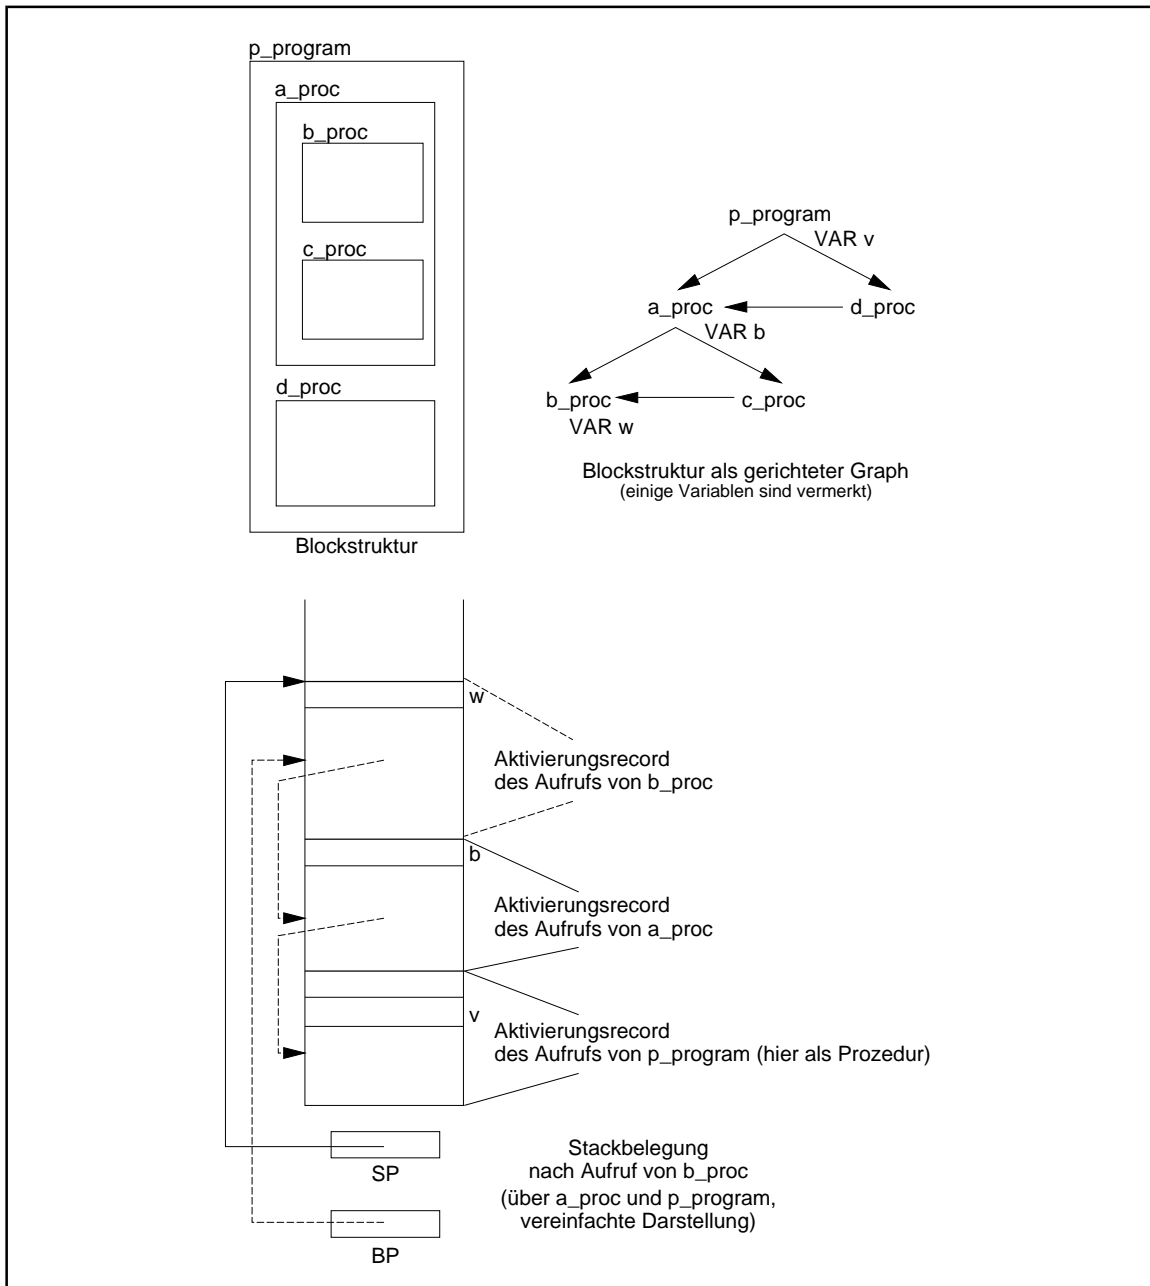 p_program
a_proc
b_proc
c_proc
d_proc
Blockstruktur
p_program
VAR v
a_proc
d_proc
VAR b
b_proc
c_proc
VAR w
Blockstruktur als gerichteter Graph
(einige Variablen sind vermerkt)
w
Aktivierungsrecord
des Aufrufs von b_proc
b
Aktivierungsrecord
des Aufrufs von a_proc
v
Aktivierungsrecord
des Aufrufs von p_program (hier als Prozedur)
SP
BP
Stackbelegung
nach Aufruf von b_proc
(über a_proc und p_program,
vereinfachte Darstellung)